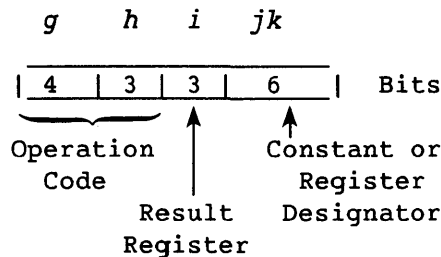 g h i jk
4 3 3 6 Bits
Operation Constant or
Code Register
Result Designator
Register